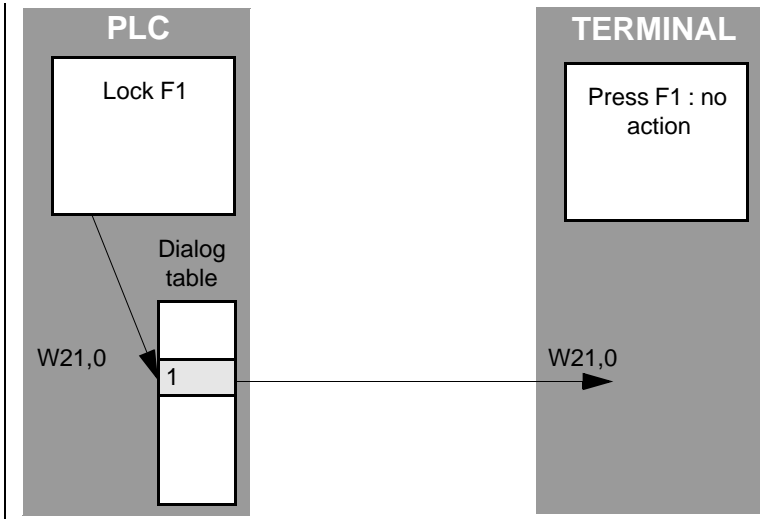 PLC
TERMINAL
Lock F1
Press F1 : no
action
Dialog
table
W21,0
1
W21,0